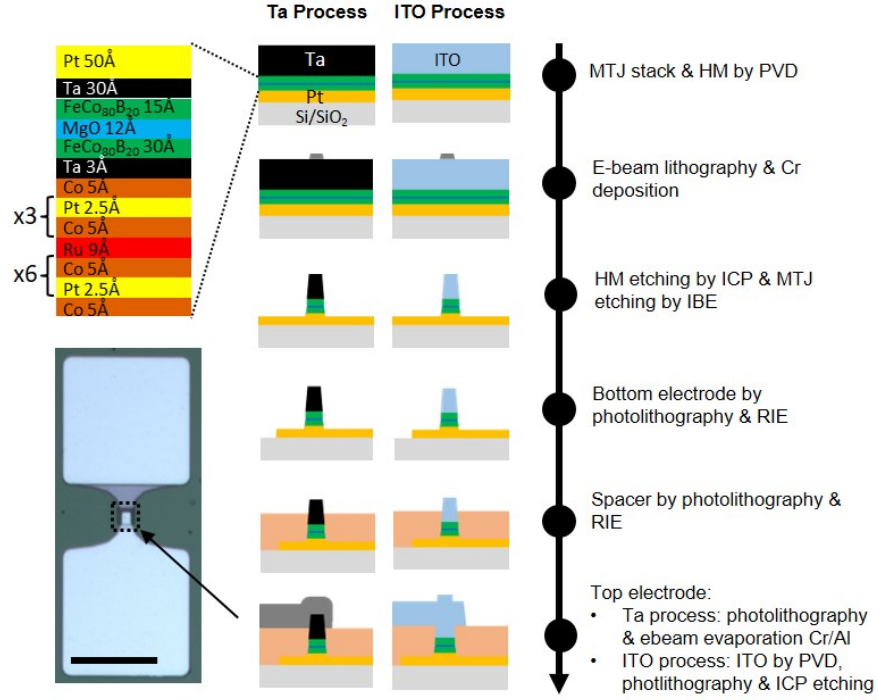 Ta Process
ITO Process
Pt 50Å
Ta 30Å
FeCo₈₀B₂₀ 15Å
MgO 12Å
FeCo₈₀B₂₀ 30Å
Ta 3Å
Co 5Å
x3
Pt 2.5Å
Co 5Å
Ru 9Å
x6
Co 5Å
Pt 2.5Å
Co 5Å
Ta
ITO
Pt
Si/SiO₂
MTJ stack & HM by PVD
E-beam lithography & Cr
deposition
HM etching by ICP & MTJ
etching by IBE
Bottom electrode by
photolithography & RIE
Spacer by photolithography &
RIE
Top electrode:
• Ta process: photolithography
& ebeam evaporation Cr/Al
• ITO process: ITO by PVD,
photlithography & ICP etching